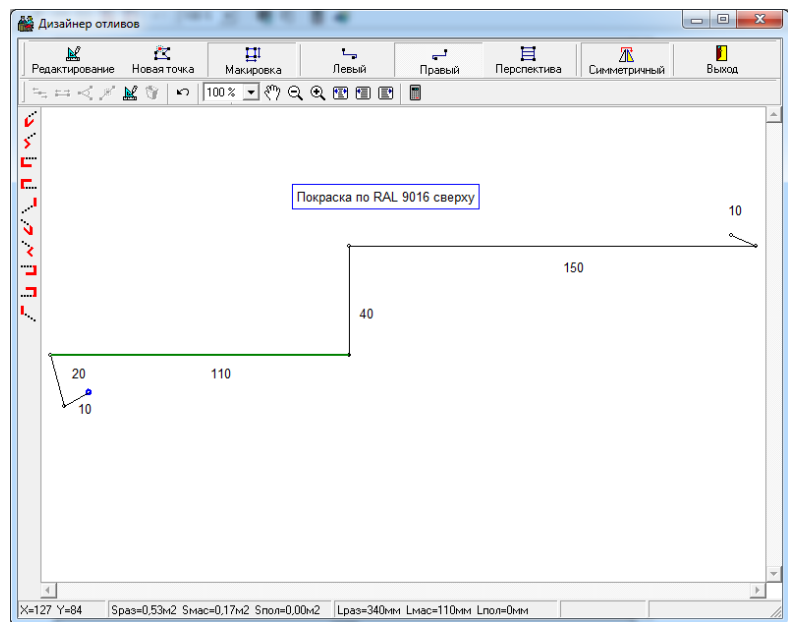 Дизайнер отливов
Редактирование Новая точка Макировка Левый Правый Перспектива Симметричный Выход
100 %
Покраска по RAL 9016 сверху
10
150
40
20 110
10
X=127 Y=84 Sраз=0,53м2 Sмас=0,17м2 Sпол=0,00м2 Lраз=340мм Lмас=110мм Lпол=0мм